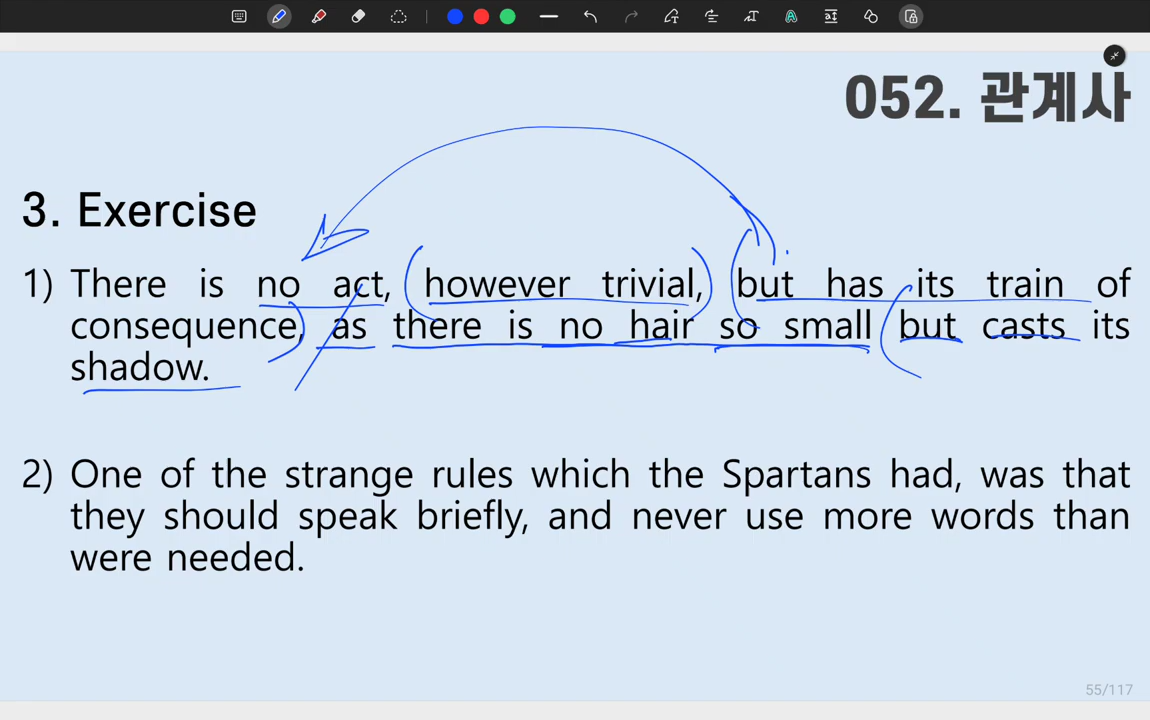 052. 관계사
3. Exercise
1) There is no act, however trivial, but has its train of
consequence, as there is no hair so small but casts its
shadow.
2) One of the strange rules which the Spartans had, was that
they should speak briefly, and never use more words than
were needed.
55/117